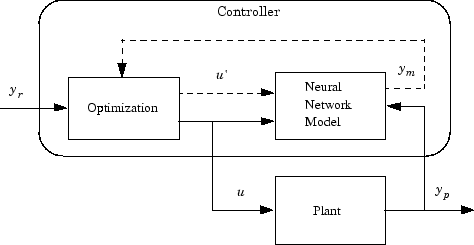 Controller
y_r
Optimization
u'
Neural
Network
Model
y_m
u
Plant
y_p